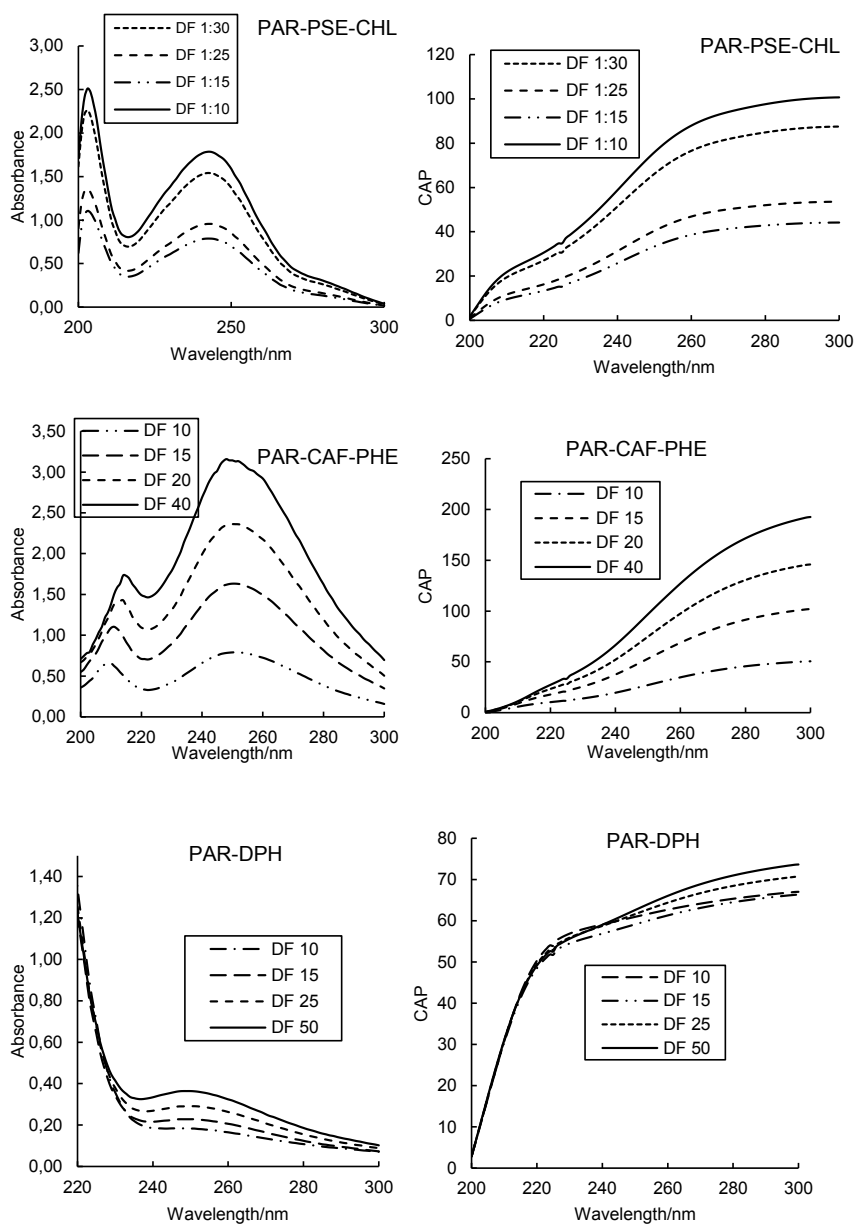 PAR-PSE-CHL
DF 1:30
DF 1:25
DF 1:15
DF 1:10
3,00
2,50
2,00
1,50
1,00
0,50
0,00
Absorbance
200
250
300
Wavelength/nm
PAR-PSE-CHL
DF 1:30
DF 1:25
DF 1:15
DF 1:10
120
100
80
60
40
20
0
CAP
200
220
240
260
280
300
Wavelength/nm
PAR-CAF-PHE
DF 10
DF 15
DF 20
DF 40
3,50
3,00
2,50
2,00
1,50
1,00
0,50
0,00
Absorbance
200
220
240
260
280
300
Wavelength/nm
PAR-CAF-PHE
DF 10
DF 15
DF 20
DF 40
250
200
150
100
50
0
CAP
200
220
240
260
280
300
Wavelength/nm
PAR-DPH
DF 10
DF 15
DF 25
DF 50
1,40
1,20
1,00
0,80
0,60
0,40
0,20
0,00
Absorbance
220
240
260
280
300
Wavelength/nm
PAR-DPH
DF 10
DF 15
DF 25
DF 50
80
70
60
50
40
30
20
10
0
CAP
200
220
240
260
280
300
Wavelength/nm